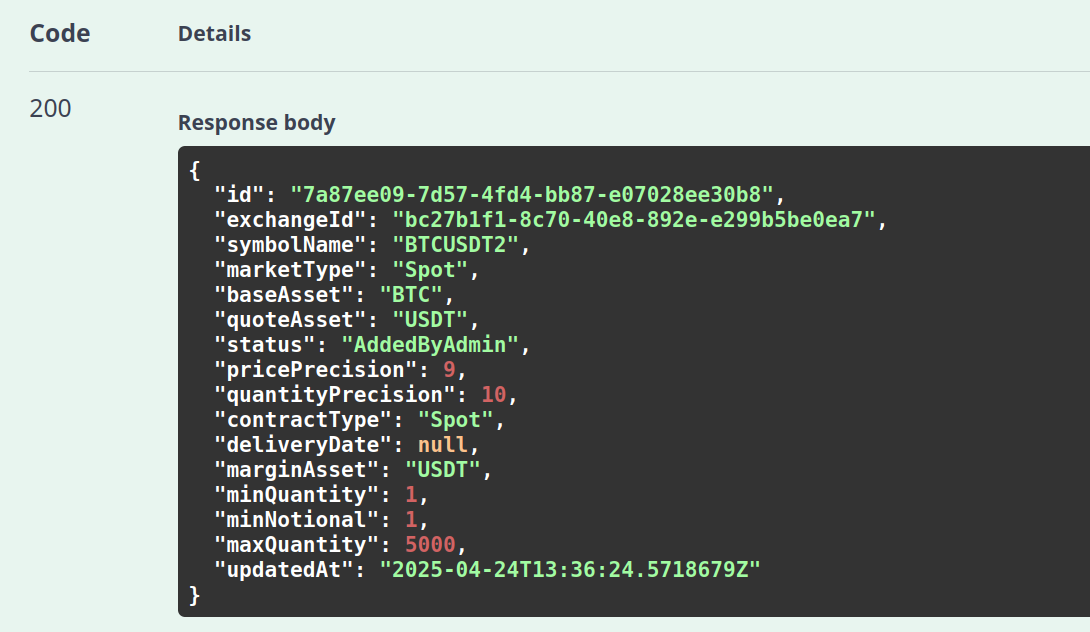 Code Details
200
Response body
{
  "id": "7a87ee09-7d57-4fd4-bb87-e07028ee30b8",
  "exchangeId": "bc27b1f1-8c70-40e8-892e-e299b5be0ea7",
  "symbolName": "BTCUSDT2",
  "marketType": "Spot",
  "baseAsset": "BTC",
  "quoteAsset": "USDT",
  "status": "AddedByAdmin",
  "pricePrecision": 9,
  "quantityPrecision": 10,
  "contractType": "Spot",
  "deliveryDate": null,
  "marginAsset": "USDT",
  "minQuantity": 1,
  "minNotional": 1,
  "maxQuantity": 5000,
  "updatedAt": "2025-04-24T13:36:24.5718679Z"
}